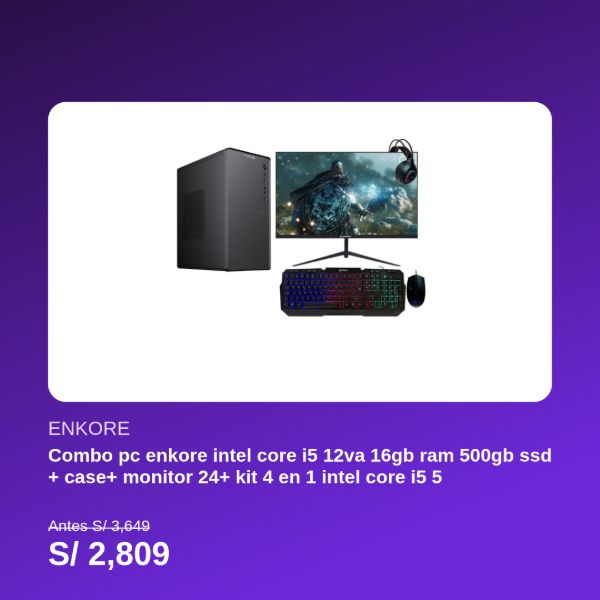 ENKORE
Combo pc enkore intel core i5 12va 16gb ram 500gb ssd
+ case+ monitor 24+ kit 4 en 1 intel core i5 5
Antes S/ 3,649
S/ 2,809